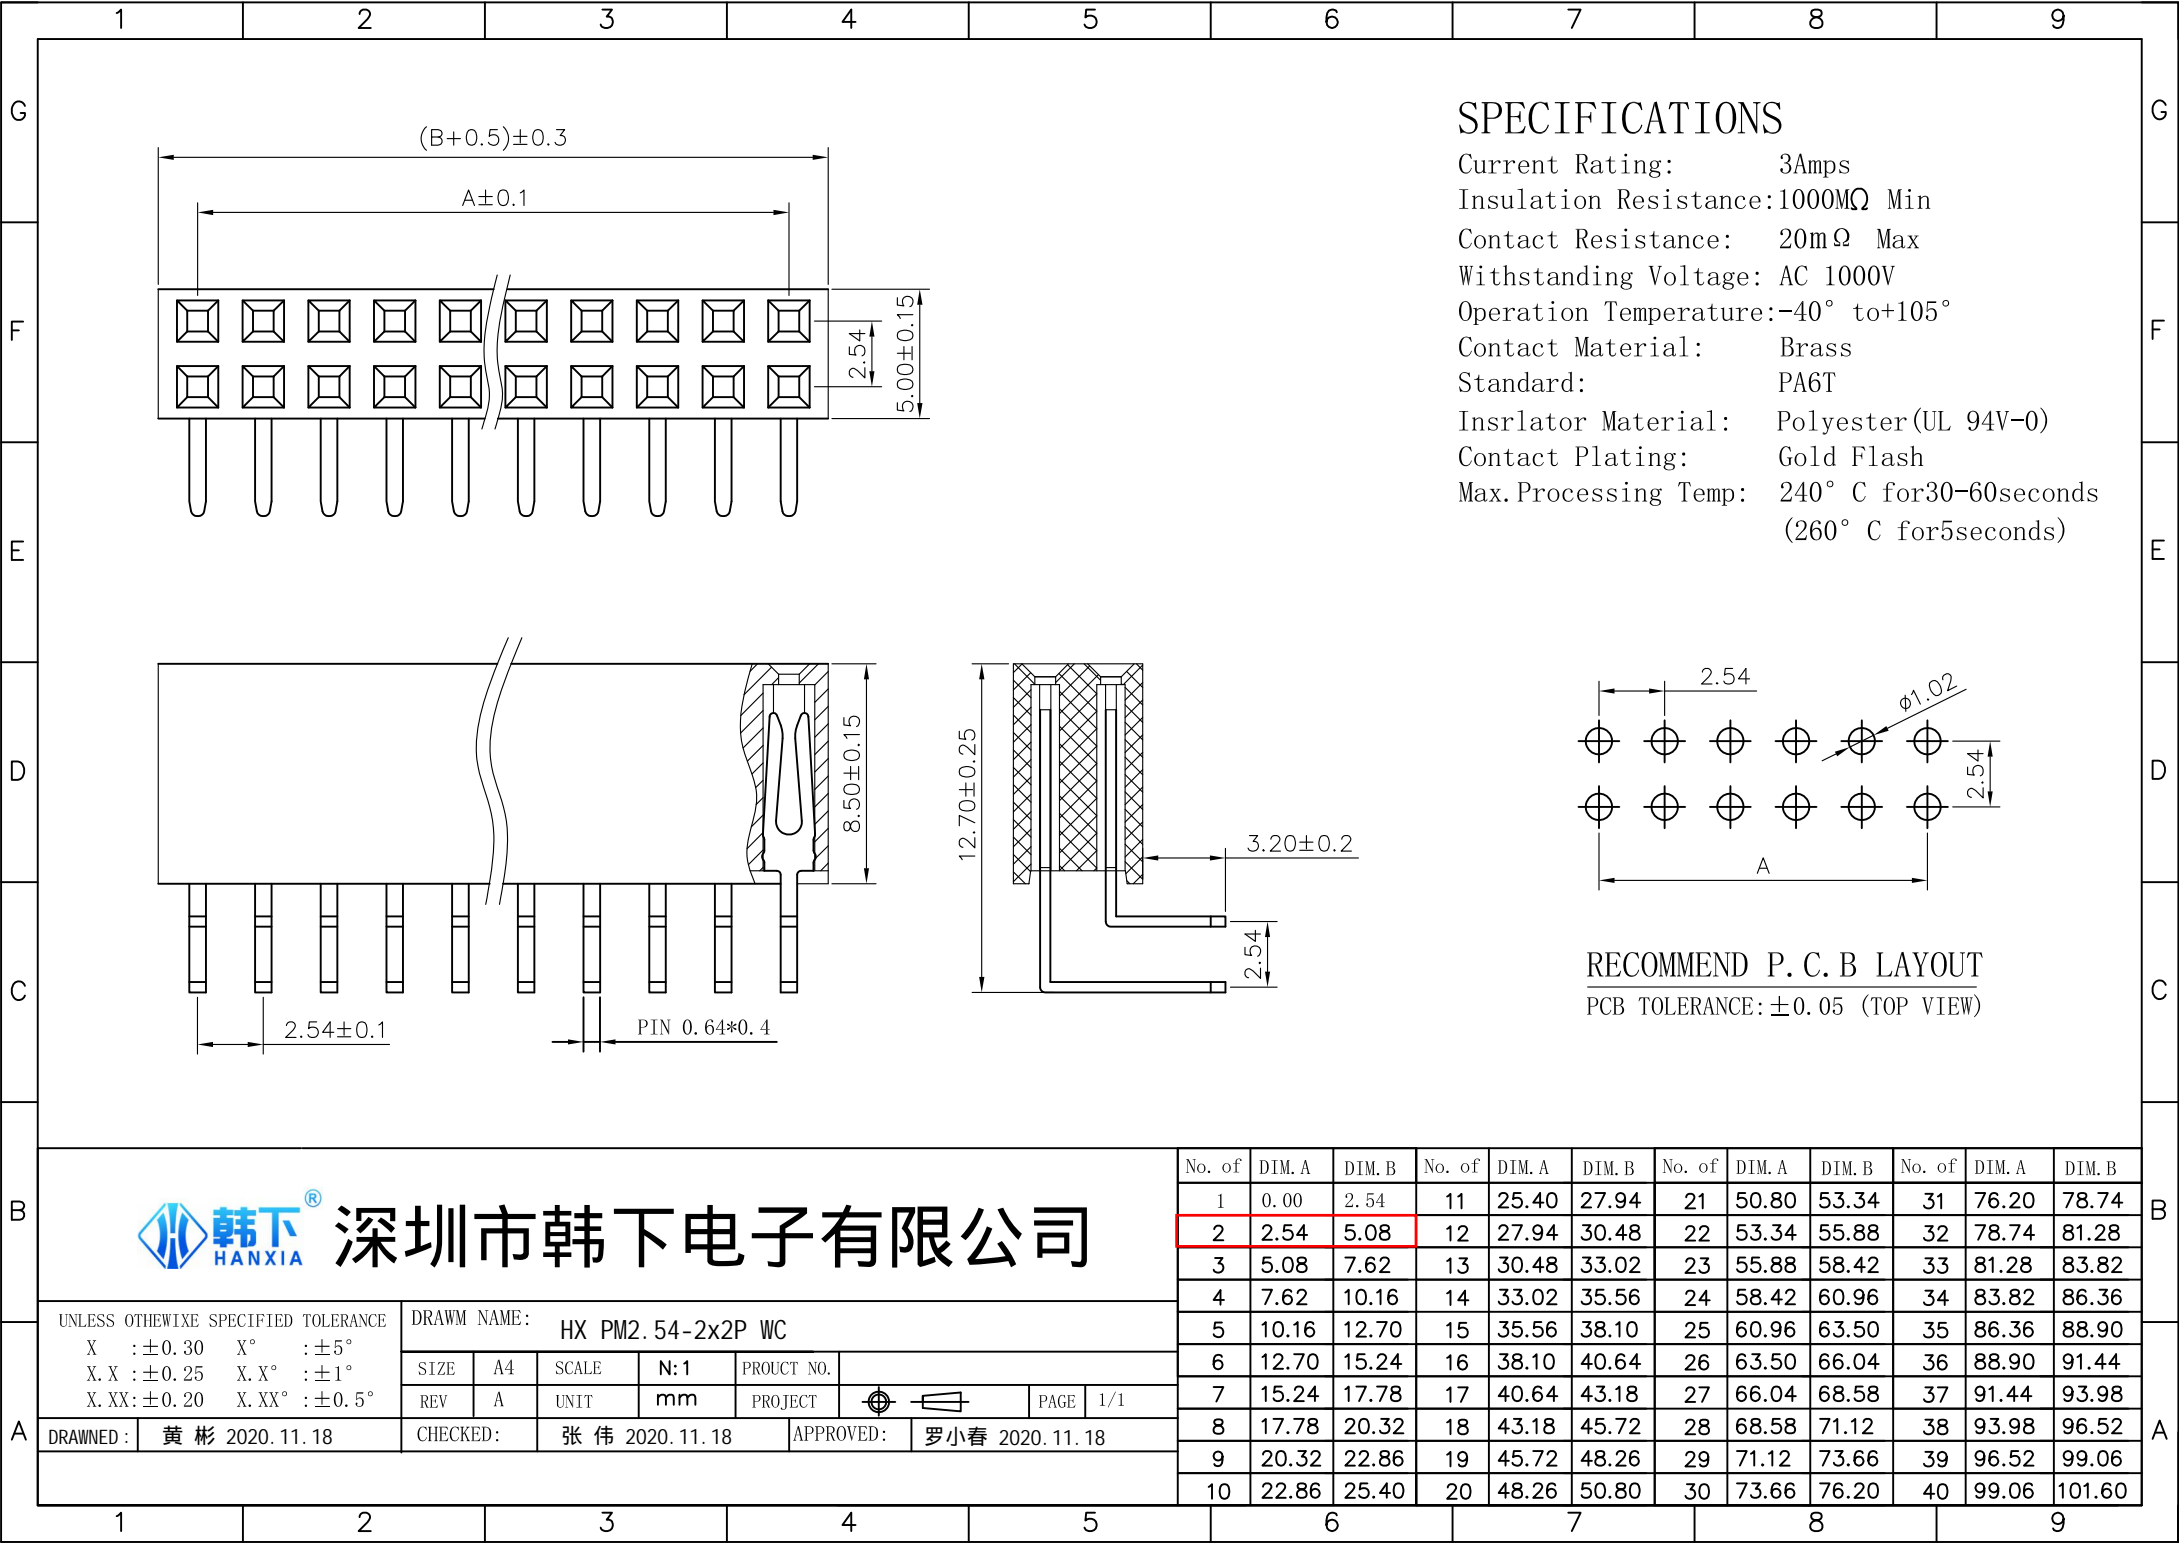 1 2 3 4 5 6 7 8 9
G G
F F
E E
D D
C C
B B
A A
(B+0.5)±0.3
A±0.1
2.54
5.00±0.15
SPECIFICATIONS
Current Rating: 3Amps
Insulation Resistance:1000MΩ Min
Contact Resistance: 20mΩ Max
Withstanding Voltage: AC 1000V
Operation Temperature:-40° to+105°
Contact Material: Brass
Standard: PA6T
Insrlator Material: Polyester(UL 94V-0)
Contact Plating: Gold Flash
Max.Processing Temp: 240° C for30-60seconds
(260° C for5seconds)
8.50±0.15
2.54±0.1
PIN 0.64*0.4
12.70±0.25
3.20±0.2
2.54
2.54
ø1.02
2.54
A
RECOMMEND P.C.B LAYOUT
PCB TOLERANCE:±0.05 (TOP VIEW)
韩下®
HANXIA
深圳市韩下电子有限公司
UNLESS OTHEWIXE SPECIFIED TOLERANCE
X :±0.30 X° :±5°
X.X :±0.25 X.X° :±1°
X.XX:±0.20 X.XX° :±0.5°
DRAWM NAME: HX PM2.54-2x2P WC
SIZE A4 SCALE N:1 PROUCT NO.
REV A UNIT mm PROJECT PAGE 1/1
DRAWNED: 黄 彬 2020.11.18 CHECKED: 张 伟 2020.11.18 APPROVED: 罗小春 2020.11.18
No. of DIM.A DIM.B No. of DIM.A DIM.B No. of DIM.A DIM.B No. of DIM.A DIM.B
1 0.00 2.54 11 25.40 27.94 21 50.80 53.34 31 76.20 78.74
2 2.54 5.08 12 27.94 30.48 22 53.34 55.88 32 78.74 81.28
3 5.08 7.62 13 30.48 33.02 23 55.88 58.42 33 81.28 83.82
4 7.62 10.16 14 33.02 35.56 24 58.42 60.96 34 83.82 86.36
5 10.16 12.70 15 35.56 38.10 25 60.96 63.50 35 86.36 88.90
6 12.70 15.24 16 38.10 40.64 26 63.50 66.04 36 88.90 91.44
7 15.24 17.78 17 40.64 43.18 27 66.04 68.58 37 91.44 93.98
8 17.78 20.32 18 43.18 45.72 28 68.58 71.12 38 93.98 96.52
9 20.32 22.86 19 45.72 48.26 29 71.12 73.66 39 96.52 99.06
10 22.86 25.40 20 48.26 50.80 30 73.66 76.20 40 99.06 101.60
1 2 3 4 5 6 7 8 9